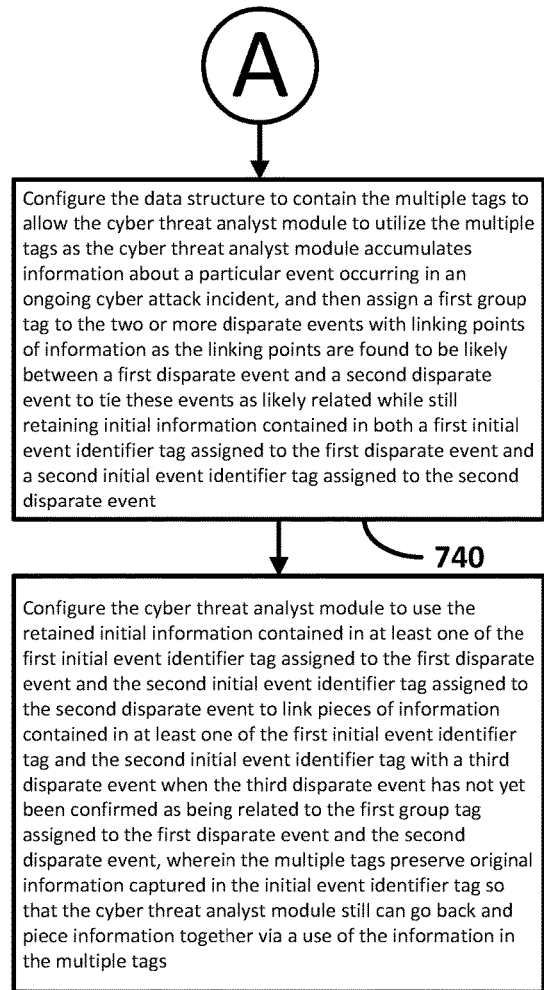 A
Configure the data structure to contain the multiple tags to
allow the cyber threat analyst module to utilize the multiple
tags as the cyber threat analyst module accumulates
information about a particular event occurring in an
ongoing cyber attack incident, and then assign a first group
tag to the two or more disparate events with linking points
of information as the linking points are found to be likely
between a first disparate event and a second disparate
event to tie these events as likely related while still
retaining initial information contained in both a first initial
event identifier tag assigned to the first disparate event and
a second initial event identifier tag assigned to the second
disparate event
740
Configure the cyber threat analyst module to use the
retained initial information contained in at least one of the
first initial event identifier tag assigned to the first disparate
event and the second initial event identifier tag assigned to
the second disparate event to link pieces of information
contained in at least one of the first initial event identifier
tag and the second initial event identifier tag with a third
disparate event when the third disparate event has not yet
been confirmed as being related to the first group tag
assigned to the first disparate event and the second
disparate event, wherein the multiple tags preserve original
information captured in the initial event identifier tag so
that the cyber threat analyst module still can go back and
piece information together via a use of the information in
the multiple tags